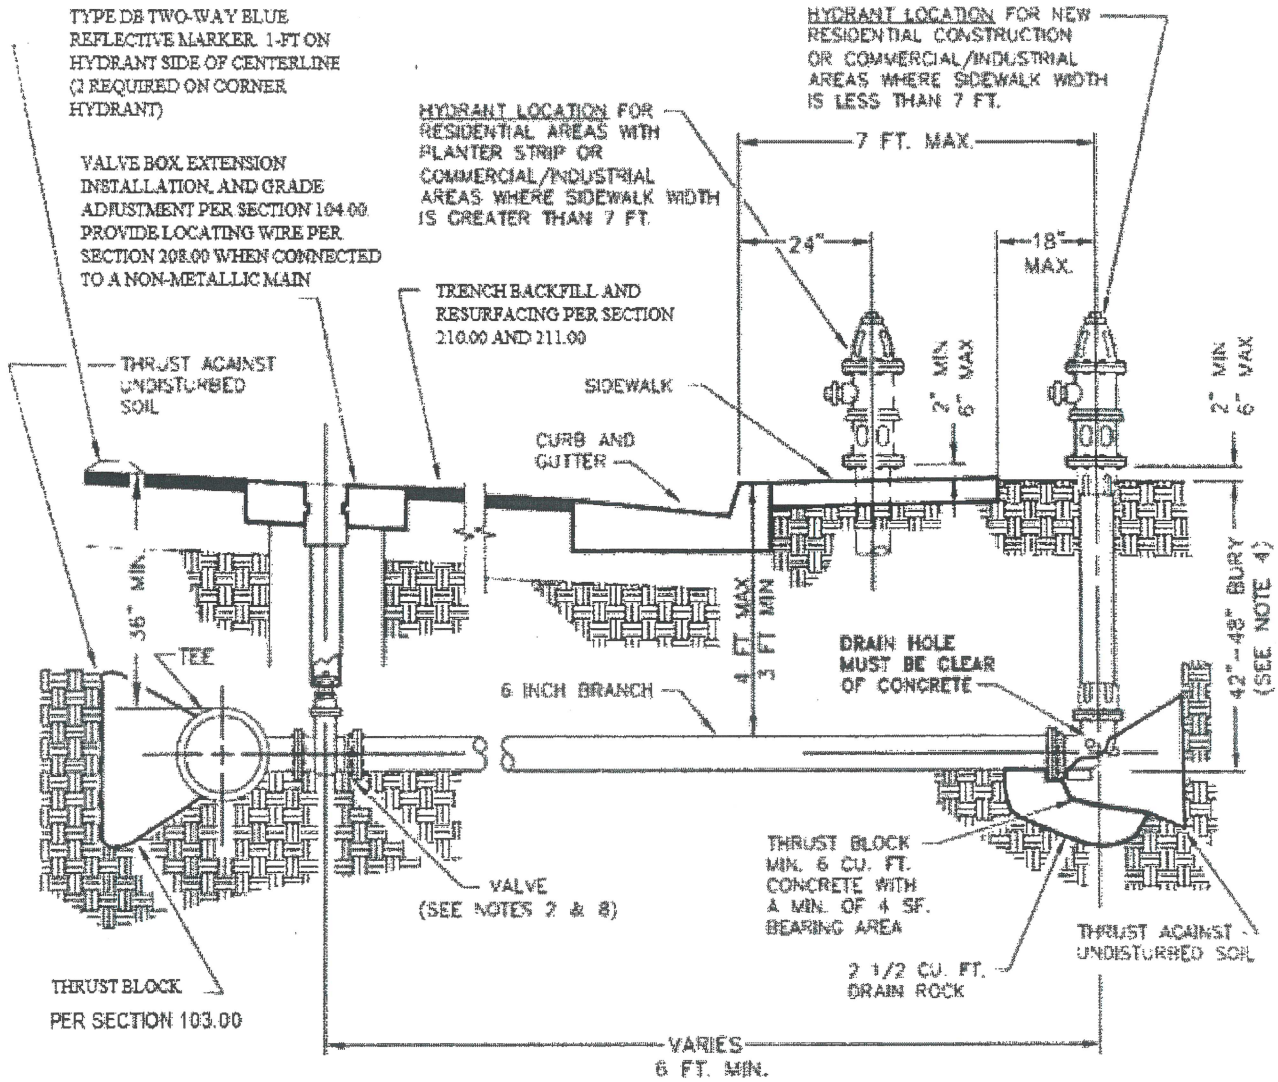 TYPE DB TWO-WAY BLUE
REFLECTIVE MARKER 1-FT ON
HYDRANT SIDE OF CENTERLINE
(2 REQUIRED ON CORNER
HYDRANT)
HYDRANT LOCATION FOR NEW
RESIDENTIAL CONSTRUCTION
OR COMMERCIAL/INDUSTRIAL
AREAS WHERE SIDEWALK WIDTH
IS LESS THAN 7 FT.
HYDRANT LOCATION FOR
RESIDENTIAL AREAS WITH
PLANTER STRIP OR
COMMERCIAL/INDUSTRIAL
AREAS WHERE SIDEWALK WIDTH
IS GREATER THAN 7 FT.
7 FT. MAX.
VALVE BOX, EXTENSION
INSTALLATION, AND GRADE
ADJUSTMENT PER SECTION 104.00.
PROVIDE LOCATING WIRE PER
SECTION 208.00 WHEN CONNECTED
TO A NON-METALLIC MAIN
24"
18"
MAX.
TRENCH BACKFILL AND
RESURFACING PER SECTION
210.00 AND 211.00
THRUST AGAINST
UNDISTURBED
SOIL
SIDEWALK
2" MIN
6" MAX
2" MIN
6" MAX
CURB AND
GUTTER
36" MIN.
4 FT MAX
3 FT MIN
42"-48" BURY
(SEE NOTE 4)
TEE
6 INCH BRANCH
DRAIN HOLE
MUST BE CLEAR
OF CONCRETE
VALVE
(SEE NOTES 2 & 8)
THRUST BLOCK
MIN. 6 CU. FT.
CONCRETE WITH
A MIN. OF 4 SF.
BEARING AREA
THRUST AGAINST
UNDISTURBED SOIL
2 1/2 CU. FT.
DRAIN ROCK
THRUST BLOCK
PER SECTION 103.00
VARIES
6 FT. MIN.